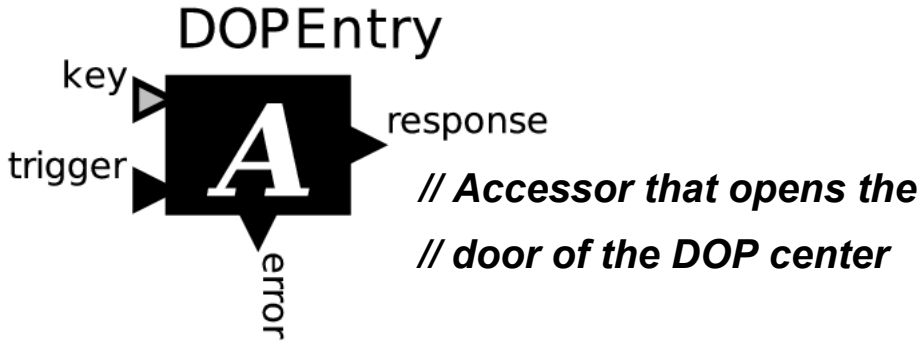 DOPEntry
key
A
response
trigger
// Accessor that opens the
// door of the DOP center
error